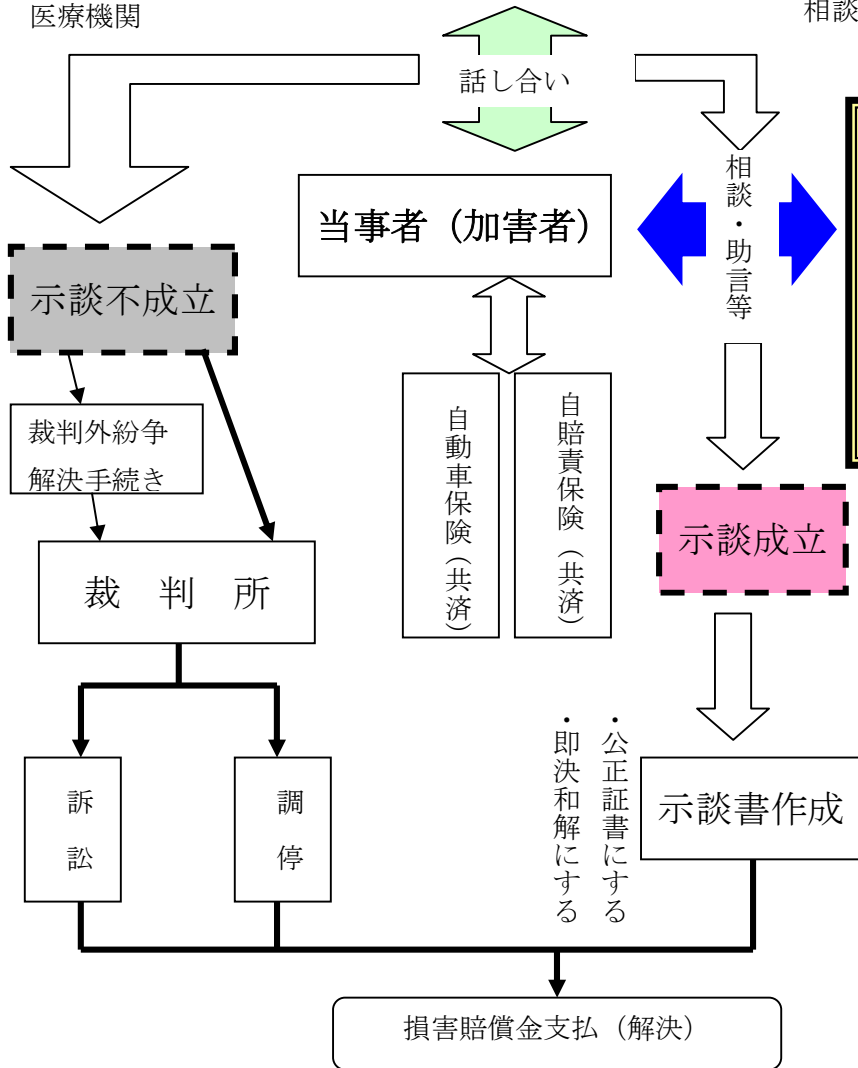 医療機関
相談
話し合い
当事者（加害者）
相談・助言等
示談不成立
裁判外紛争
解決手続き
自賠責保険（共済）
自動車保険（共済）
示談成立
裁　判　所
・公正証書にする
・即決和解にする
訴訟
調停
示談書作成
損害賠償金支払（解決）